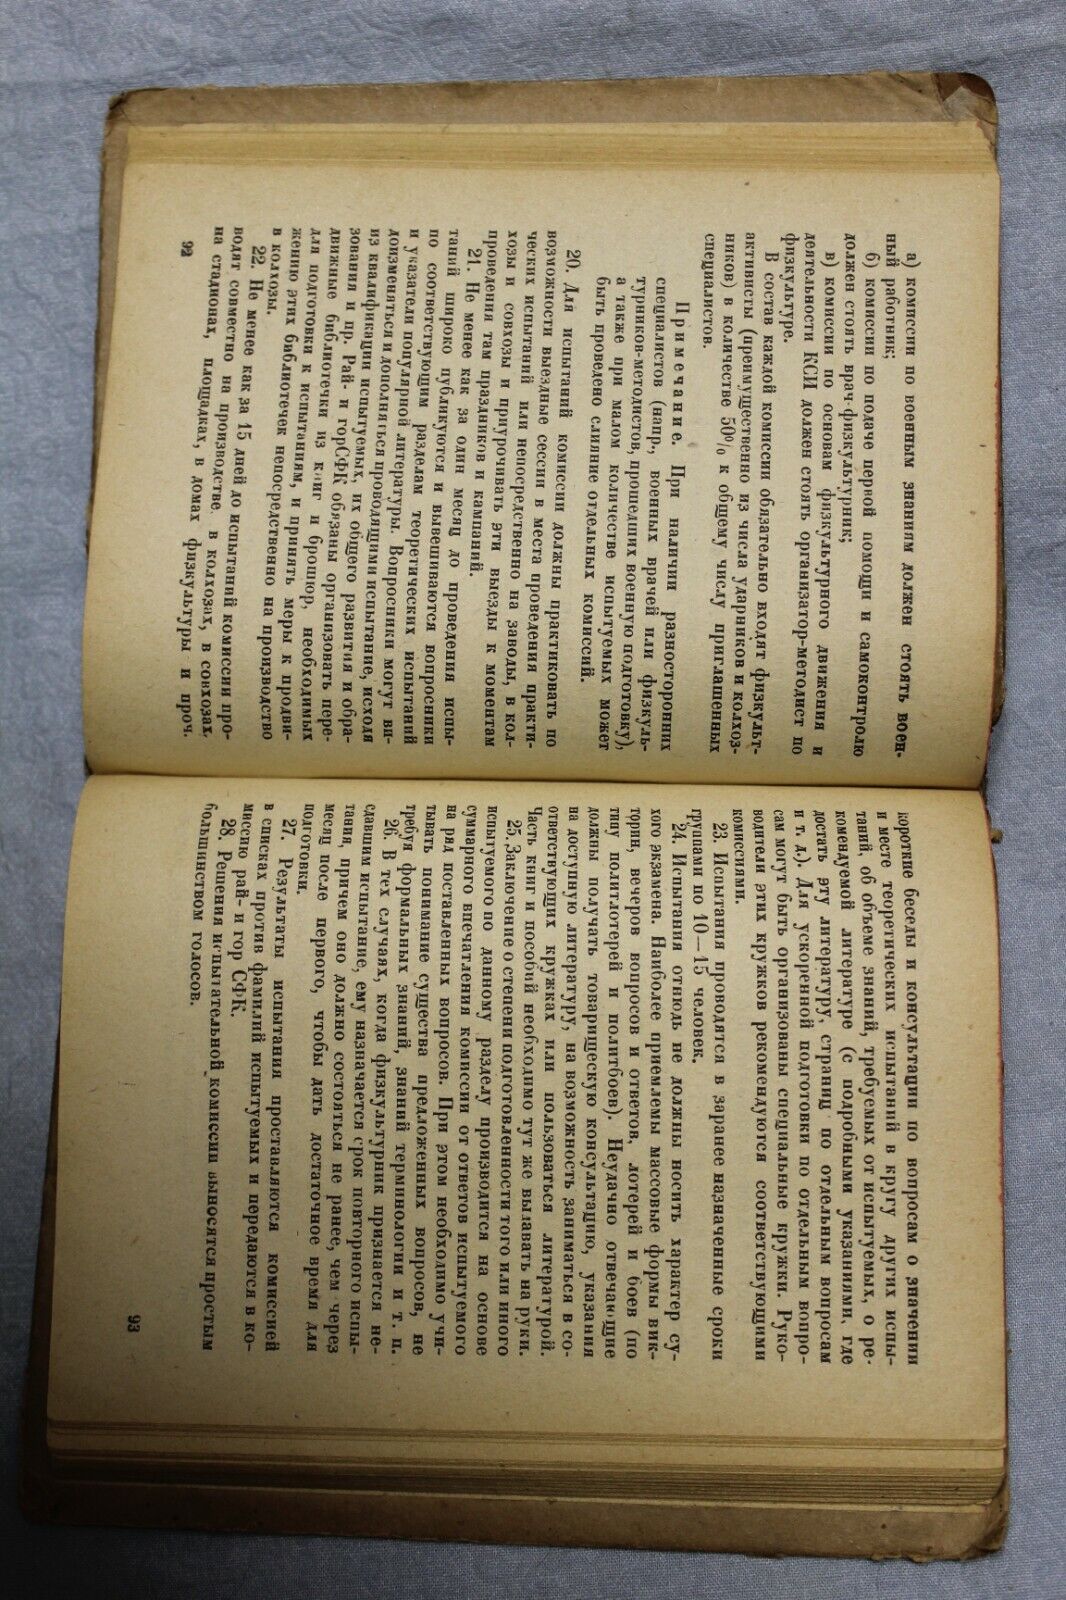 а) комиссии по военным знаниям должен стоять воен-
ный работник;
б) комиссии по подаче первой помощи и самоконтролю
должен стоять врач-физкультурник;
в) комиссии по основам физкультурного движения и
деятельности КСИ должен стоять организатор-методист по
физкультуре.
В состав каждой комиссии обязательно входят физкульт-
активисты (преимущественно из числа ударников и колхоз-
ников) в количестве 50% к общему числу приглашенных
специалистов.
Примечание. При наличии разносторонних
специалистов (напр., военных врачей или физкуль-
турников-методистов, прошедших военную подготовку),
а также при малом количестве испытуемых может
быть проведено слияние отдельных комиссий.
20. Для испытаний комиссии должны практиковать по
возможности выездные сессии в места проведения практи-
ческих испытаний или непосредственно на заводы, в кол-
хозы и совхозы и приурочивать эти выезды к моментам
проведения там праздников и кампаний.
21. Не менее как за один месяц до проведения испы-
таний широко публикуются и вывешиваются вопросники
по соответствующим разделам теоретических испытаний
и указатели популярной литературы. Вопросники могут ви-
доизменяться и дополняться проводящими испытание, исходя
из квалификации испытуемых, их общего развития и обра-
зования и пр. Рай- и горСФК обязаны организовать пере-
движные библиотечки из книг и брошюр, необходимых
для подготовки к испытаниям, и принять меры к продви-
жению этих библиотечек непосредственно на производство
в колхозы.
22. Не менее как за 15 дней до испытаний комиссии про-
водят совместно на производстве, в колхозах, в совхозах,
на стадионах, площадках, в домах физкультуры и проч.
92
короткие беседы и консультации по вопросам о значении
и месте теоретических испытаний в кругу других испы-
таний, об объеме знаний, требуемых от испытуемых, о ре-
комендуемой литературе (с подробными указаниями, где
достать эту литературу, страниц по отдельным вопросам
и т. д.). Для ускоренной подготовки по отдельным вопро-
сам могут быть организованы специальные кружки. Руко-
водители этих кружков рекомендуются соответствующими
комиссиями.
23. Испытания проводятся в заранее назначенные сроки
группами по 10—15 человек.
24. Испытания отнюдь не должны носить характер су-
хого экзамена. Наиболее приемлемы массовые формы вик-
торин, вечеров вопросов и ответов, лотерей и боев (по
типу политлотерей и политбоев). Неудачно отвечающие
должны получать товарищескую консультацию, указания
на доступную литературу, на возможность заниматься в со-
ответствующих кружках или пользоваться литературой.
Часть книг и пособий необходимо тут же выдавать на руки.
25. Заключение о степени подготовленности того или иного
испытуемого по данному разделу производится на основе
суммарного впечатления комиссии от ответов испытуемого
на ряд поставленных вопросов. При этом необходимо учи-
тывать понимание существа предложенных вопросов, не
требуя формальных знаний, знаний терминологии и т. п.
26. В тех случаях, когда физкультурник признается не-
сдавшим испытание, ему назначается срок повторного испы-
тания, причем оно должно состояться не ранее, чем через
месяц после первого, чтобы дать достаточное время для
подготовки.
27. Результаты испытания проставляются комиссией
в списках против фамилий испытуемых и передаются в ко-
миссию рай- и гор СФК.
28. Решения испытательной комиссии выносятся простым
большинством голосов.
93